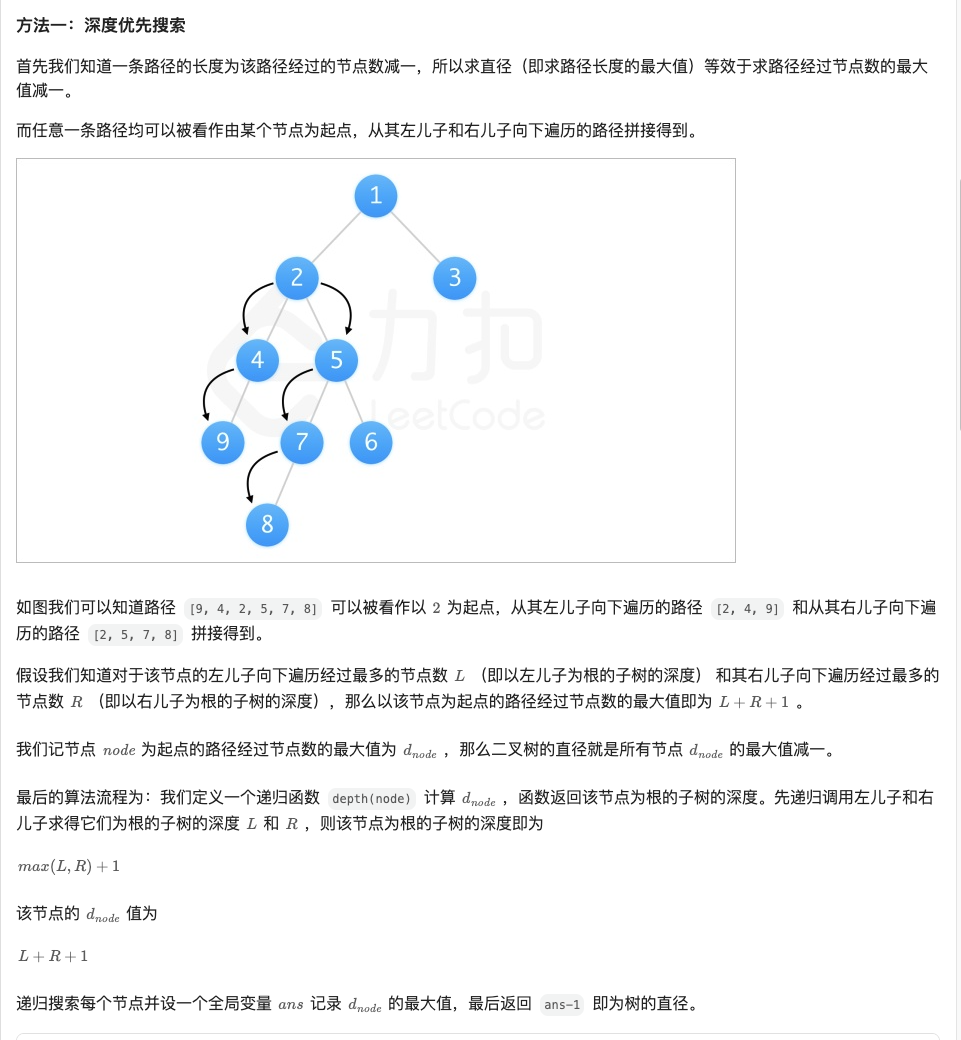 方法一：深度优先搜索
首先我们知道一条路径的长度为该路径经过的节点数减一，所以求直径（即求路径长度的最大值）等效于求路径经过节点数的最大
值减一。
而任意一条路径均可以被看作由某个节点为起点，从其左儿子和右儿子向下遍历的路径拼接得到。
1
2
3
力扣
4
5
LeetCode
9
7
6
8
如图我们可以知道路径 [9, 4, 2, 5, 7, 8] 可以被看作以 2 为起点，从其左儿子向下遍历的路径 [2, 4, 9] 和从其右儿子向下遍
历的路径 [2, 5, 7, 8] 拼接得到。
假设我们知道对于该节点的左儿子向下遍历经过最多的节点数 L （即以左儿子为根的子树的深度） 和其右儿子向下遍历经过最多的
节点数 R （即以右儿子为根的子树的深度），那么以该节点为起点的路径经过节点数的最大值即为 L + R + 1 。
我们记节点 node 为起点的路径经过节点数的最大值为 d_node ，那么二叉树的直径就是所有节点 d_node 的最大值减一。
最后的算法流程为：我们定义一个递归函数 depth(node) 计算 d_node ，函数返回该节点为根的子树的深度。先递归调用左儿子和右
儿子求得它们为根的子树的深度 L 和 R ，则该节点为根的子树的深度即为
max(L, R) + 1
该节点的 d_node 值为
L + R + 1
递归搜索每个节点并设一个全局变量 ans 记录 d_node 的最大值，最后返回 ans-1 即为树的直径。